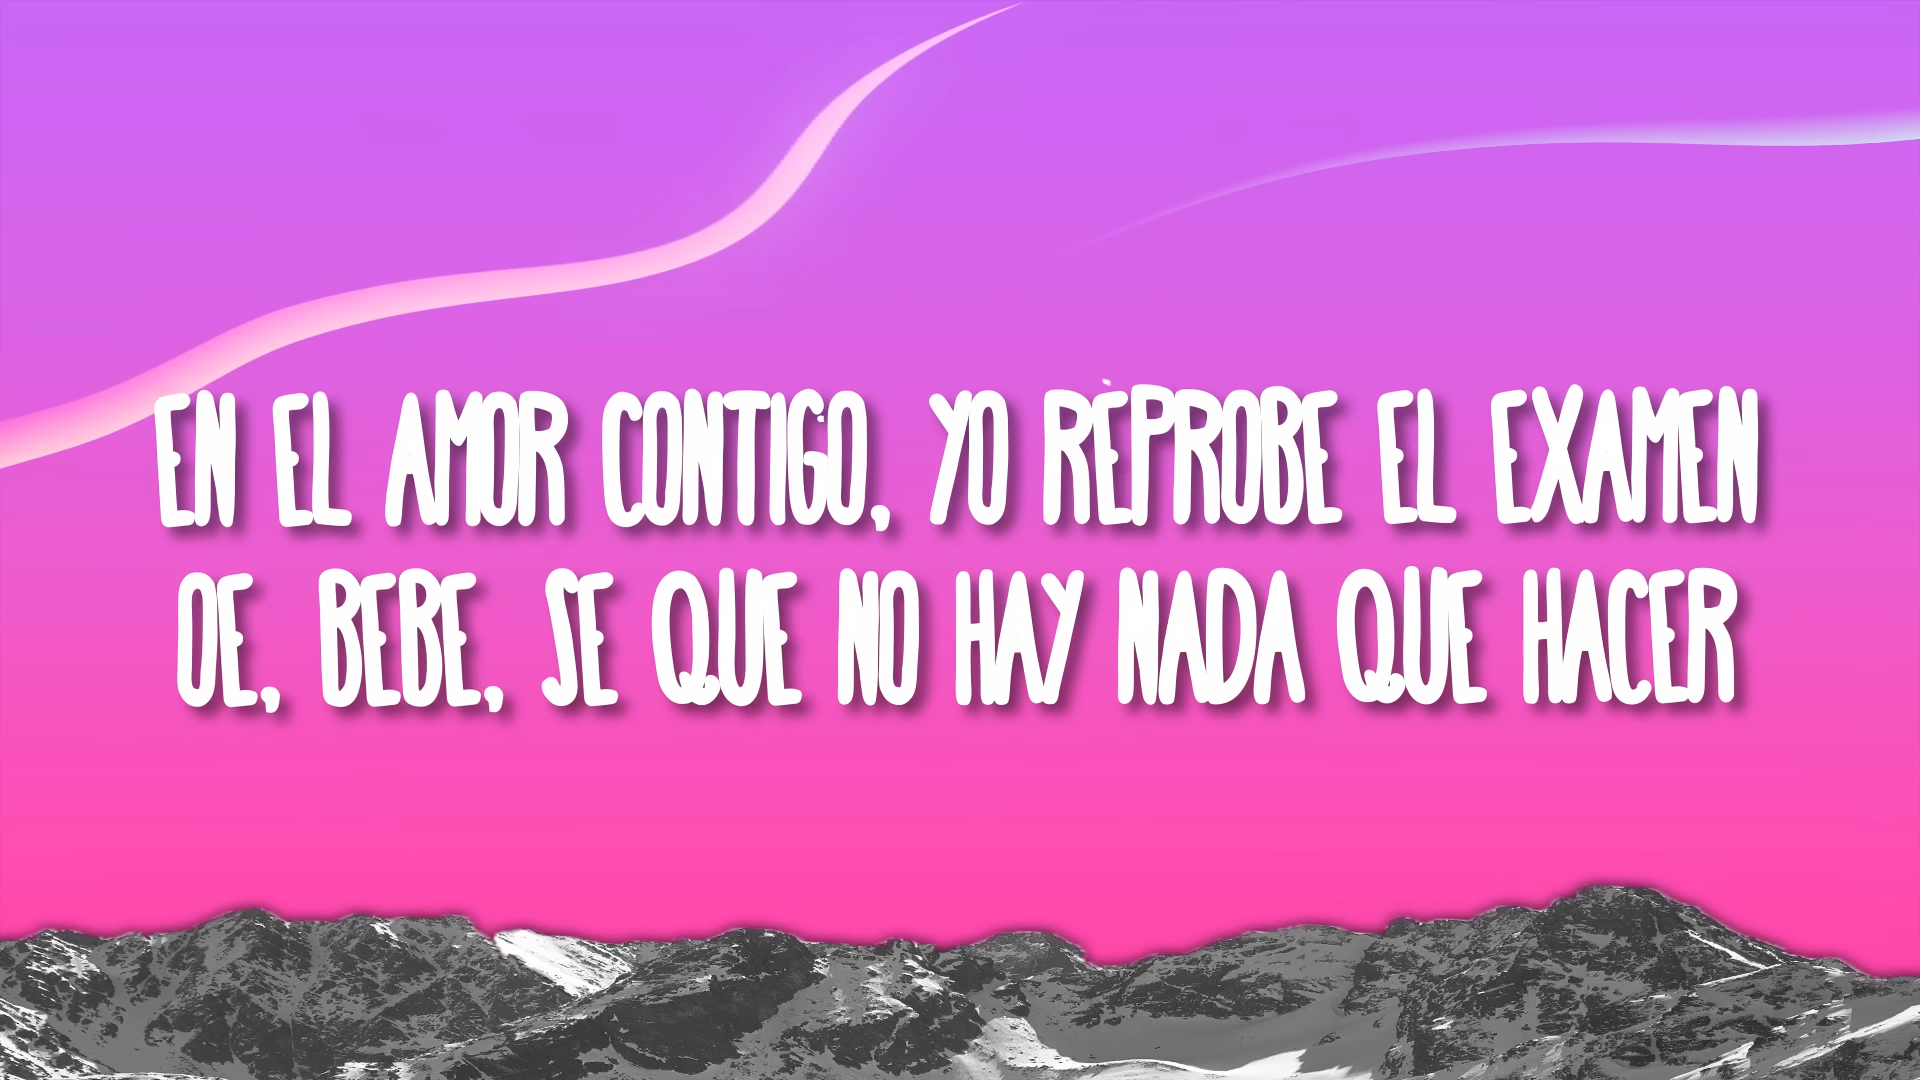 EN EL AMOR CONTIGO, YO REPROBE EL EXAMEN
OE, BEBE, SE QUE NO HAY NADA QUE HACER